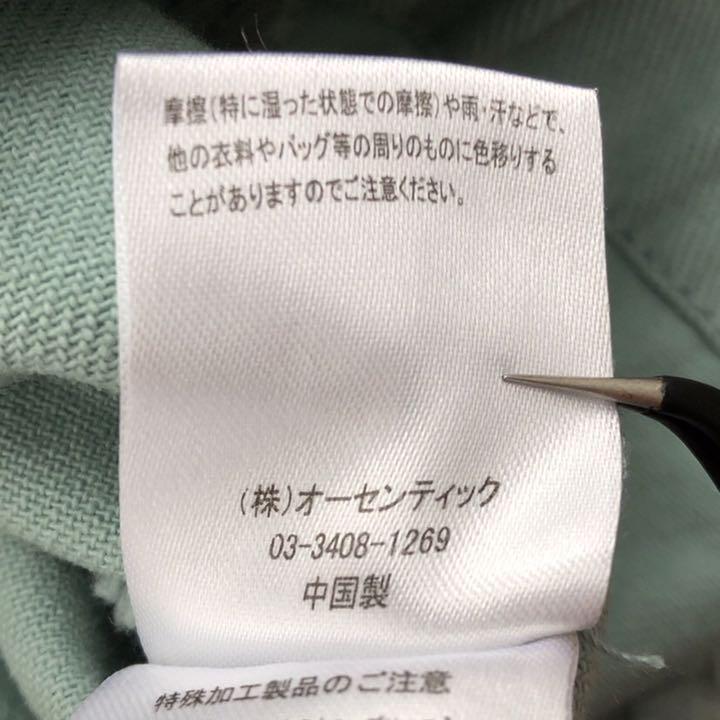 摩擦(特に湿った状態での摩擦)や雨・汗などで、
他の衣料やバッグ等の周りのものに色移りする
ことがありますのでご注意ください。
(株)オーセンティック
03-3408-1269
中国製
特殊加工製品のご注意